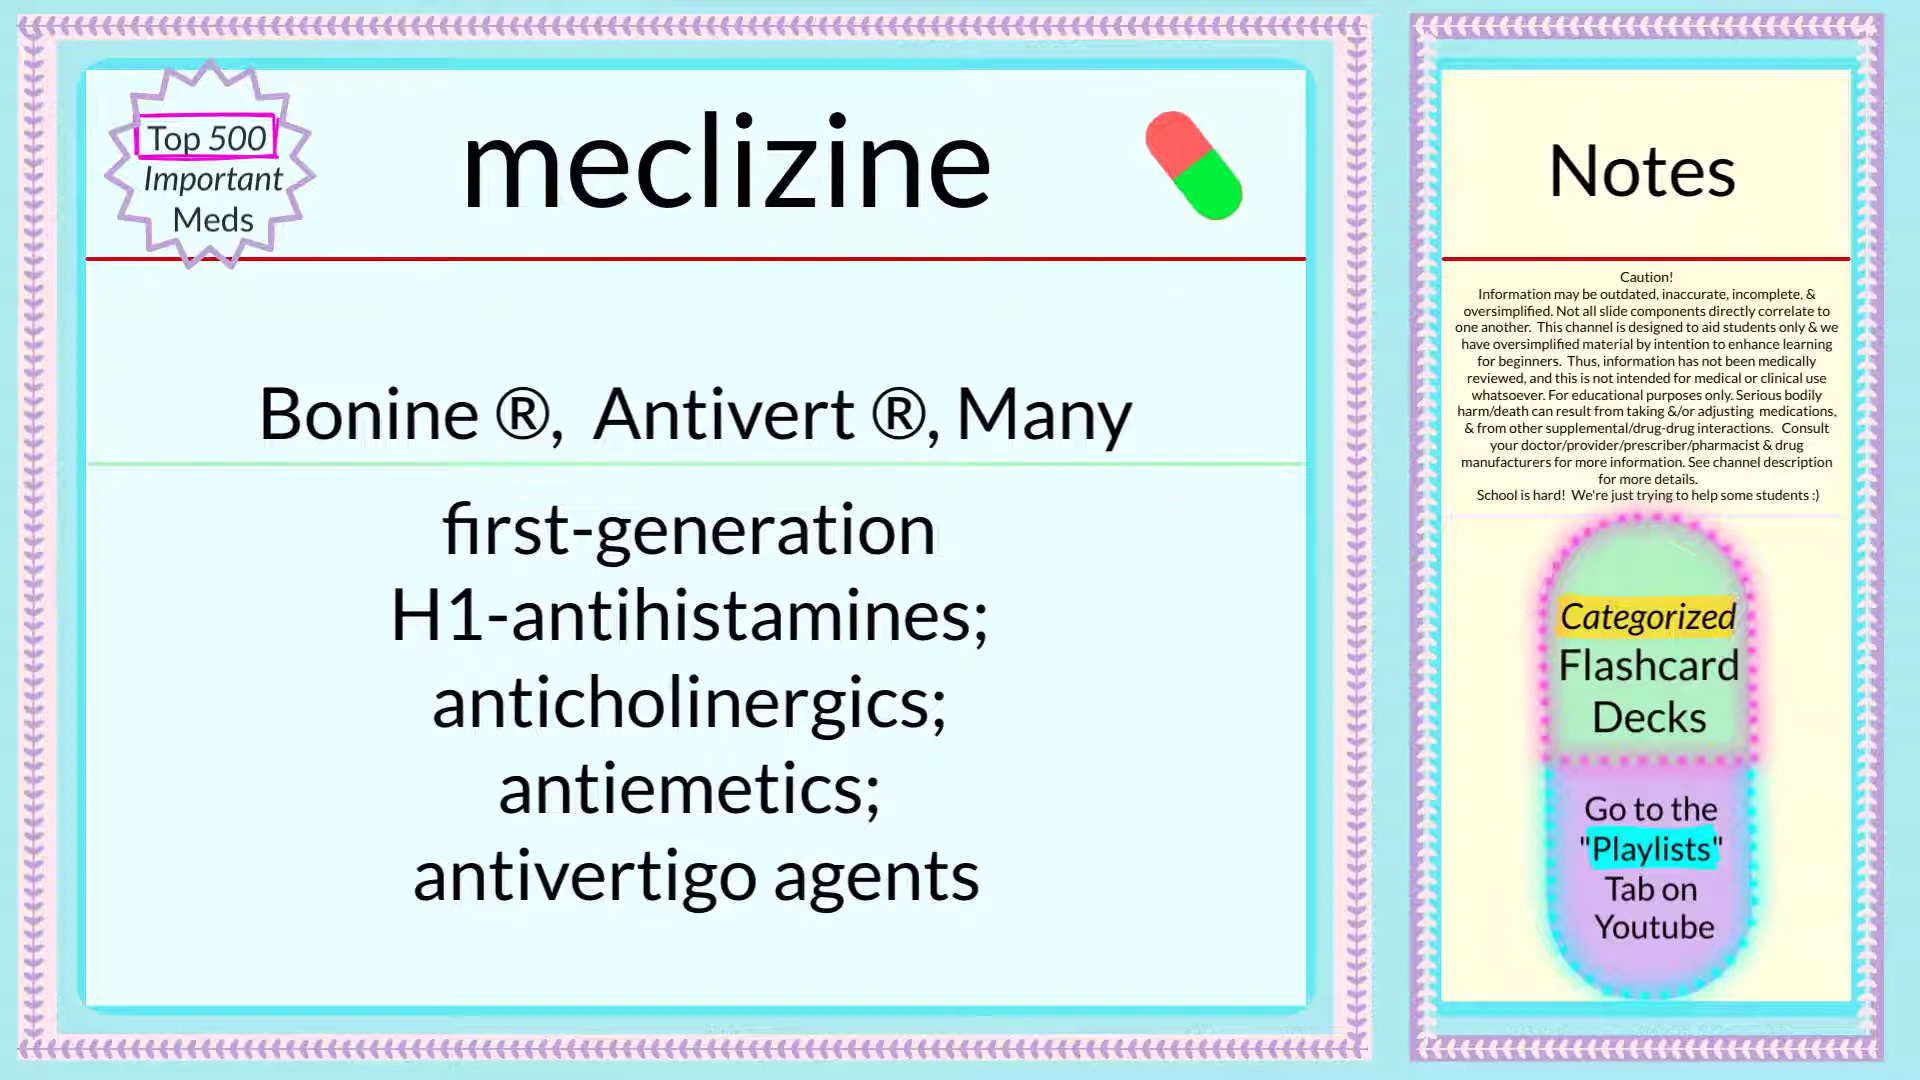 Top 500
Important
Meds
meclizine
Bonine ®, Antivert ®, Many
first-generation
H1-antihistamines;
anticholinergics;
antiemetics;
antivertigo agents
Notes
Caution!
Information may be outdated, inaccurate, incomplete, &
oversimplified. Not all slide components directly correlate to
one another. This channel is designed to aid students only & we
have oversimplified material by intention to enhance learning
for beginners. Thus, information has not been medically
reviewed, and this is not intended for medical or clinical use
whatsoever. For educational purposes only. Serious bodily
harm/death can result from taking &/or adjusting medications,
& from other supplemental/drug-drug interactions. Consult
your doctor/provider/prescriber/pharmacist & drug
manufacturers for more information. See channel description
for more details.
School is hard! We're just trying to help some students :)
Categorized
Flashcard
Decks
Go to the
"Playlists"
Tab on
Youtube